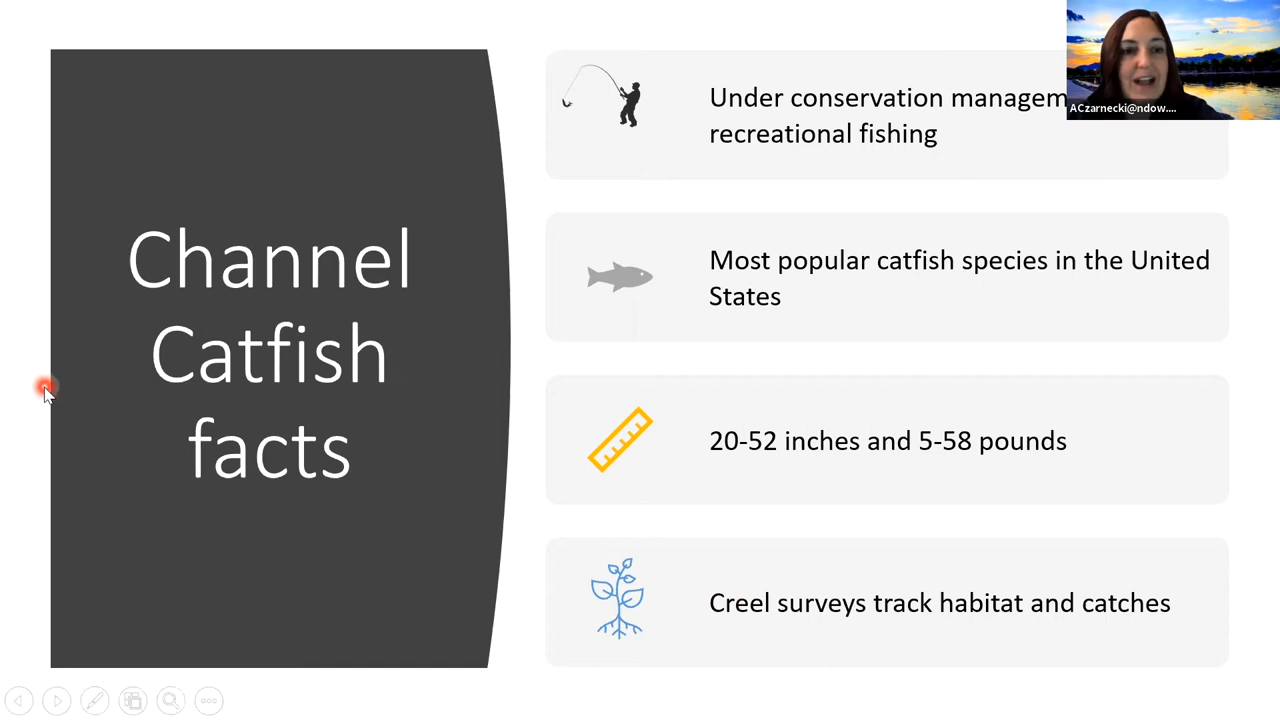 Channel
Catfish
facts
Under conservation
recreational fishing
Most popular catfish species in the United
States
20-52 inches and 5-58 pounds
Creel surveys track habitat and catches
ACzarnecki@ndow....